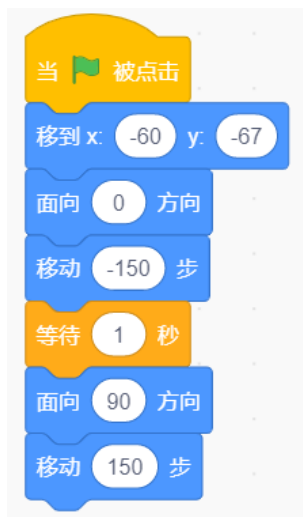 当 被点击
移到 x: -60 y: -67
面向 0 方向
移动 -150 步
等待 1 秒
面向 90 方向
移动 150 步